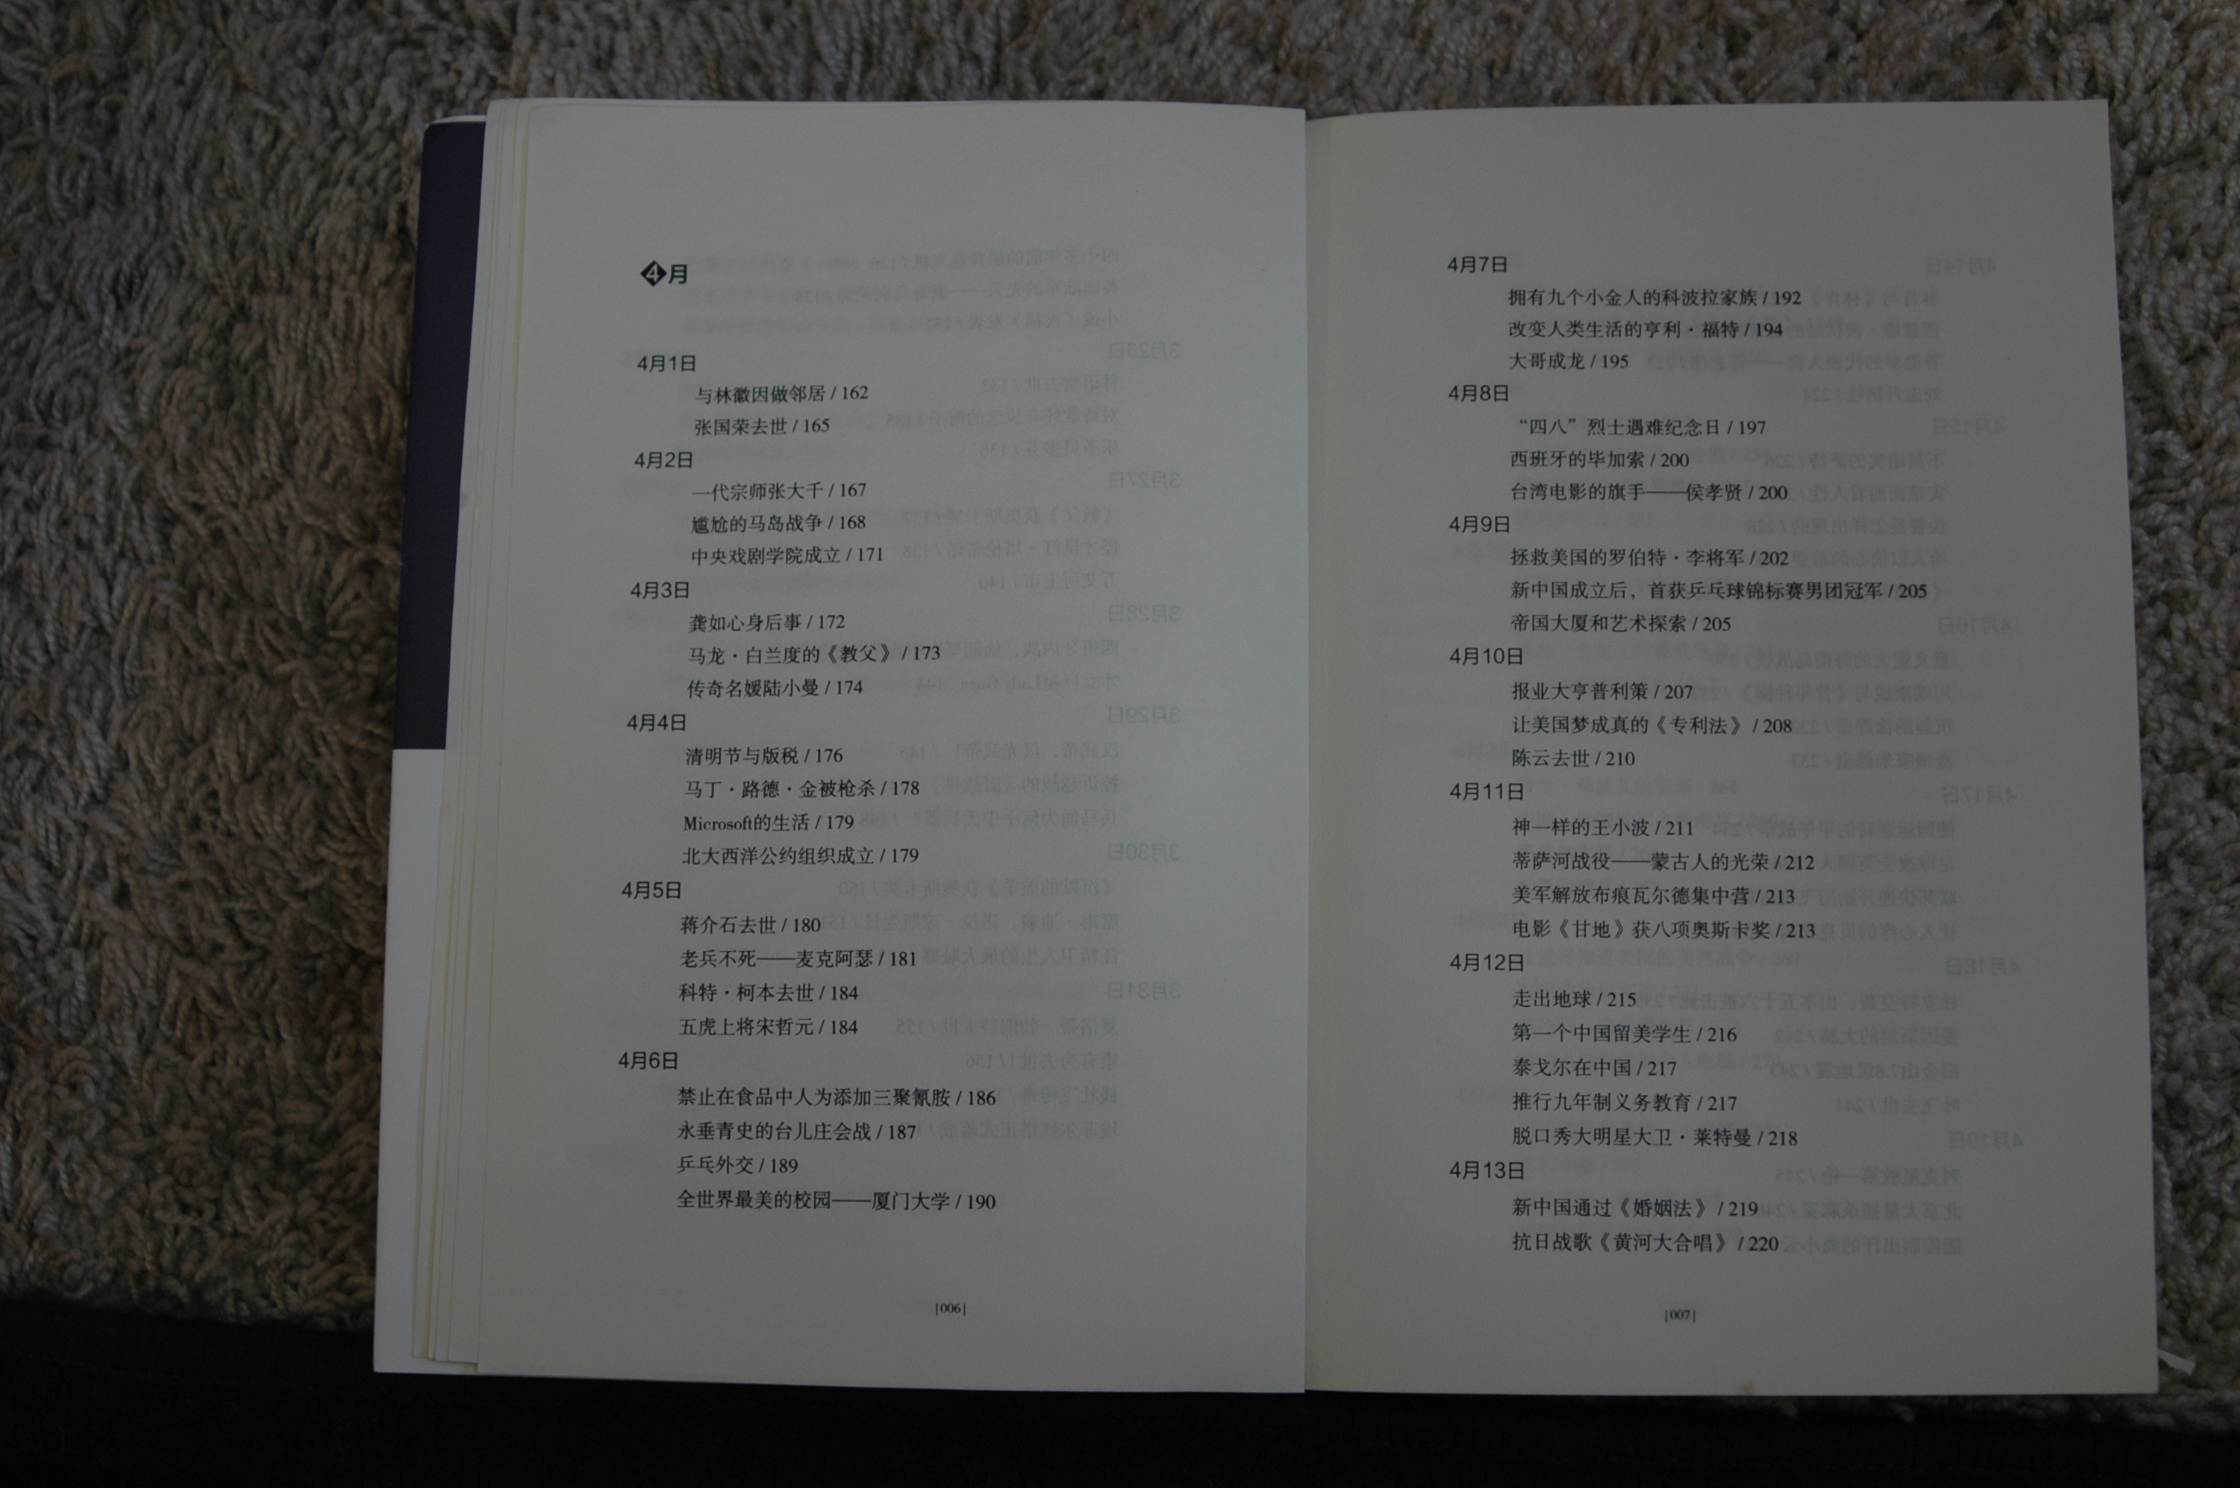 4月
4月1日
与林徽因做邻居 / 162
张国荣去世 / 165
4月2日
一代宗师张大千 / 167
尴尬的马岛战争 / 168
中央戏剧学院成立 / 171
4月3日
龚如心身后事 / 172
马龙·白兰度的《教父》 / 173
传奇名媛陆小曼 / 174
4月4日
清明节与版税 / 176
马丁·路德·金被枪杀 / 178
Microsoft的生活 / 179
北大西洋公约组织成立 / 179
4月5日
蒋介石去世 / 180
老兵不死——麦克阿瑟 / 181
科特·柯本去世 / 184
五虎上将宋哲元 / 184
4月6日
禁止在食品中人为添加三聚氰胺 / 186
永垂青史的台儿庄会战 / 187
乒乓外交 / 189
全世界最美的校园——厦门大学 / 190
|006|
4月7日
拥有九个小金人的科波拉家族 / 192
改变人类生活的亨利·福特 / 194
大哥成龙 / 195
4月8日
“四八”烈士遇难纪念日 / 197
西班牙的毕加索 / 200
台湾电影的旗手——侯孝贤 / 200
4月9日
拯救美国的罗伯特·李将军 / 202
新中国成立后，首获乒乓球锦标赛男团冠军 / 205
帝国大厦和艺术探索 / 205
4月10日
报业大亨普利策 / 207
让美国梦成真的《专利法》 / 208
陈云去世 / 210
4月11日
神一样的王小波 / 211
蒂萨河战役——蒙古人的光荣 / 212
美军解放布痕瓦尔德集中营 / 213
电影《甘地》获八项奥斯卡奖 / 213
4月12日
走出地球 / 215
第一个中国留美学生 / 216
泰戈尔在中国 / 217
推行九年制义务教育 / 217
脱口秀大明星大卫·莱特曼 / 218
4月13日
新中国通过《婚姻法》 / 219
抗日战歌《黄河大合唱》 / 220
|007|